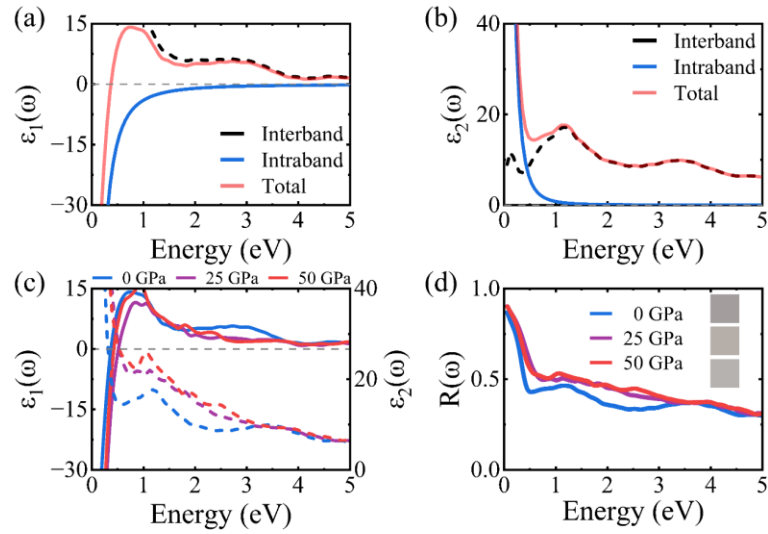 (a)
15
0
−15
−30
ε₁(ω)
Interband
Intraband
Total
0 1 2 3 4 5
Energy (eV)
(b)
40
20
0
ε₂(ω)
Interband
Intraband
Total
0 1 2 3 4 5
Energy (eV)
(c)
0 GPa 25 GPa 50 GPa
15
0
−15
−30
ε₁(ω)
40
20
0
ε₂(ω)
0 1 2 3 4 5
Energy (eV)
(d)
1.0
0.5
0.0
R(ω)
0 GPa
25 GPa
50 GPa
0 1 2 3 4 5
Energy (eV)